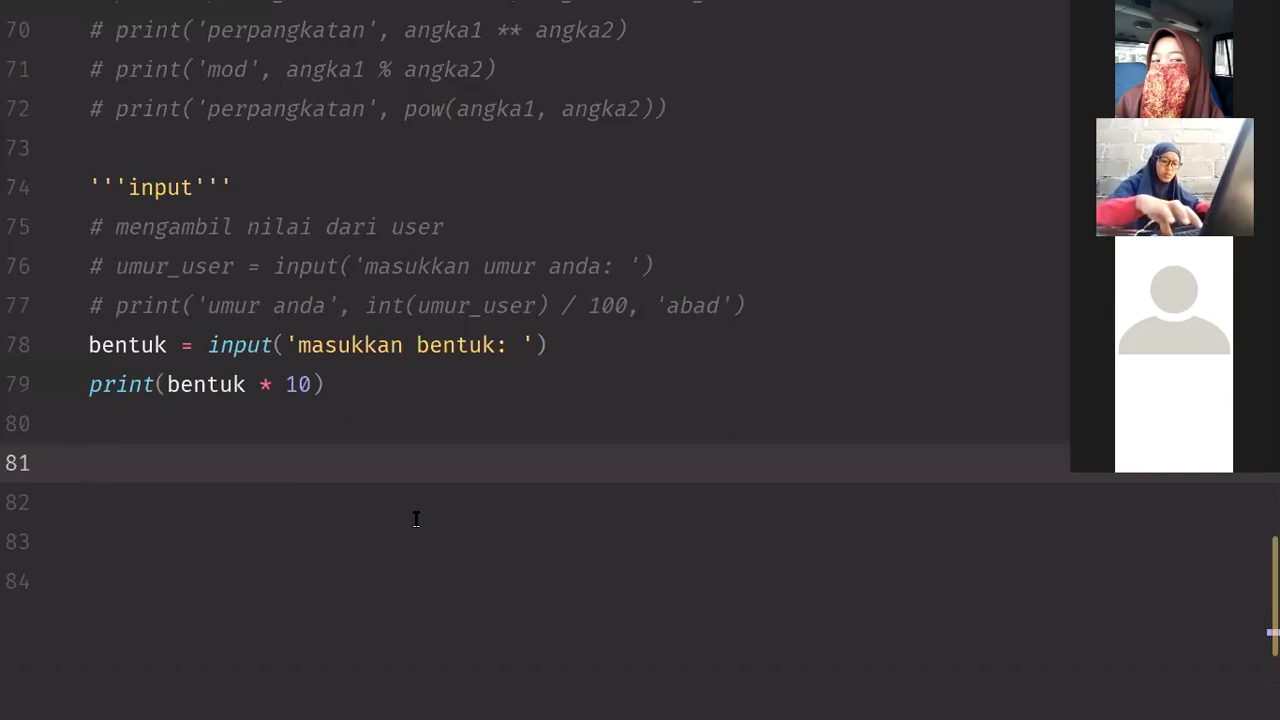 70 # print('perpangkatan', angka1 ** angka2)
71 # print('mod', angka1 % angka2)
72 # print('perpangkatan', pow(angka1, angka2))
73
74 '''input'''
75 # mengambil nilai dari user
76 # umur_user = input('masukkan umur anda: ')
77 # print('umur anda', int(umur_user) / 100, 'abad')
78 bentuk = input('masukkan bentuk: ')
79 print(bentuk * 10)
80
81
82
83
84